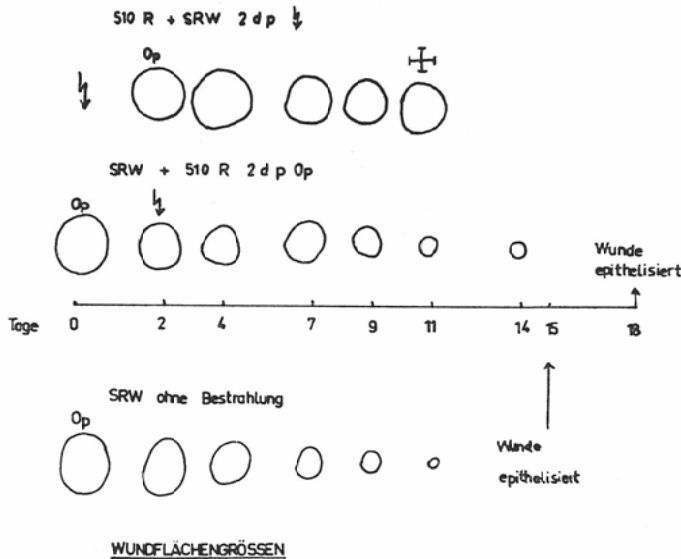 510 R + SRW 2 d p
Op
SRW + 510 R 2 d p Op
Op
Wunde
epithelisiert
Tage 0 2 4 7 9 11 14 15 18
SRW ohne Bestrahlung
Op
Wunde
epithelisiert
WUNDFLÄCHENGRÖSSEN